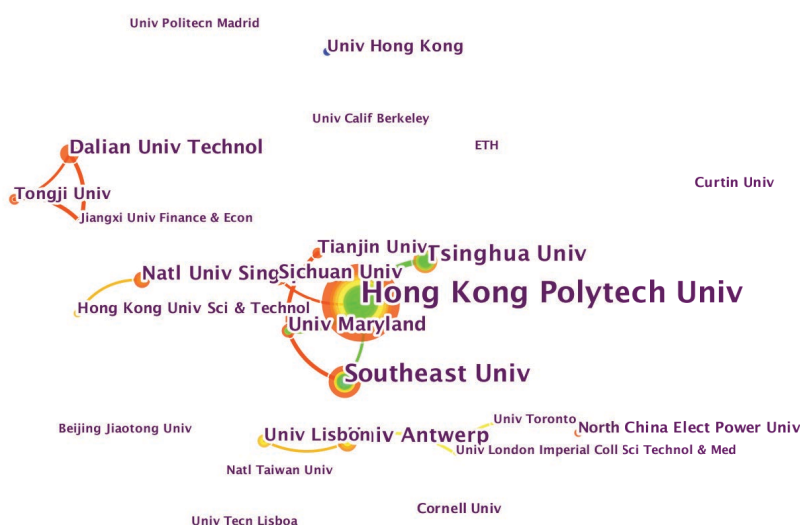 Univ Politecn Madrid
Univ Hong Kong
Univ Calif Berkeley
ETH
Dalian Univ Technol
Curtin Univ
Tongji Univ
Jiangxi Univ Finance & Econ
Tianjin Univ
Tsinghua Univ
Natl Univ Sing
Sichuan Univ
Hong Kong Polytech Univ
Hong Kong Univ Sci & Technol
Univ Maryland
Southeast Univ
Univ Toronto
Beijing Jiaotong Univ
North China Elect Power Univ
Univ Lisbon
Univ Antwerp
Univ London Imperial Coll Sci Technol & Med
Natl Taiwan Univ
Cornell Univ
Univ Tecn Lisboa